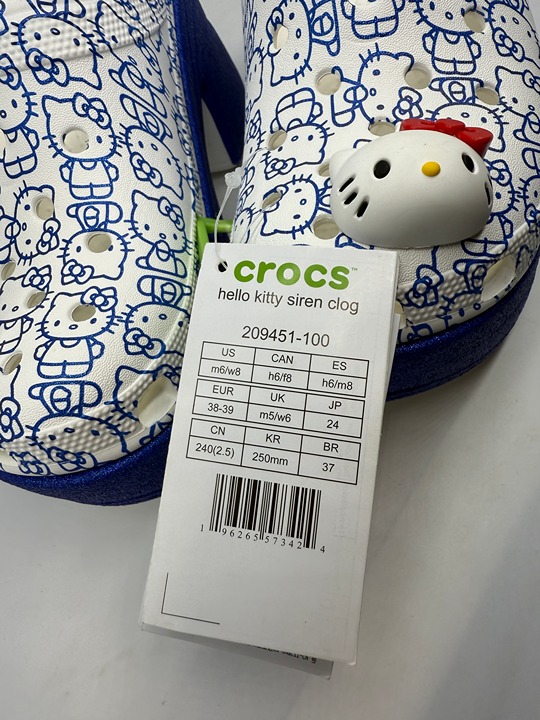 crocs™
hello kitty siren clog
209451-100
US CAN ES
m6/w8 h6/f8 h6/m8
EUR UK JP
38-39 m5/w6 24
CN KR BR
240(2.5) 250mm 37
1 96265 57342 4